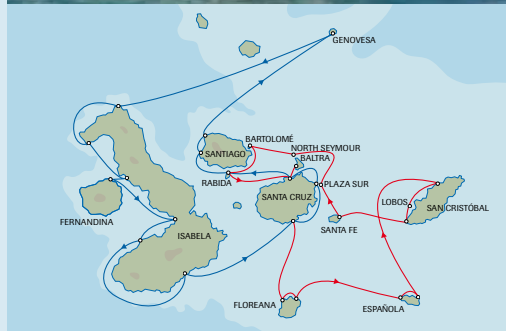 GENOVESA
BARTOLOMÉ
NORTH SEYMOUR
SANTIAGO
BALTRA
RABIDA
PLAZA SUR
SANTA CRUZ
LOBOS
SAN CRISTÓBAL
FERNANDINA
SANTA FE
ISABELA
FLOREANA
ESPAÑOLA